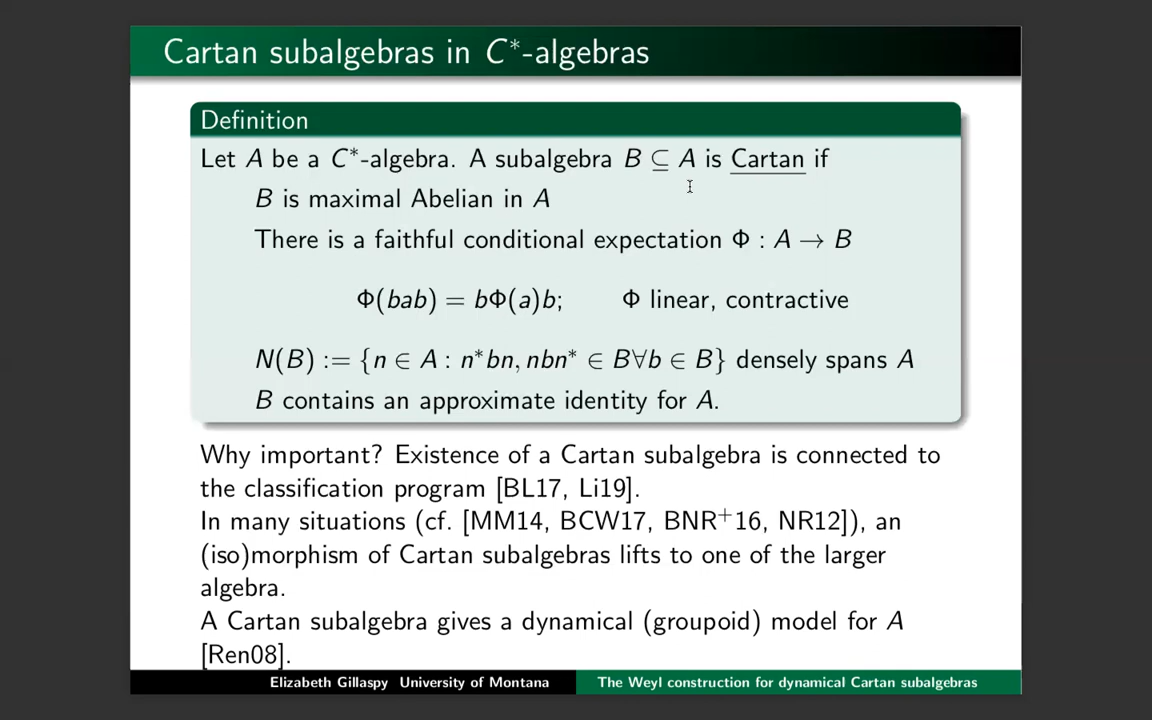 Cartan subalgebras in C*-algebras
Definition
Let A be a C*-algebra. A subalgebra B ⊆ A is Cartan if
B is maximal Abelian in A
There is a faithful conditional expectation Φ : A → B
Φ(bab) = bΦ(a)b; Φ linear, contractive
N(B) := {n ∈ A : n*bn, nbn* ∈ B∀b ∈ B} densely spans A
B contains an approximate identity for A.
Why important? Existence of a Cartan subalgebra is connected to
the classification program [BL17, Li19].
In many situations (cf. [MM14, BCW17, BNR⁺16, NR12]), an
(iso)morphism of Cartan subalgebras lifts to one of the larger
algebra.
A Cartan subalgebra gives a dynamical (groupoid) model for A
[Ren08].
Elizabeth Gillaspy University of Montana
The Weyl construction for dynamical Cartan subalgebras